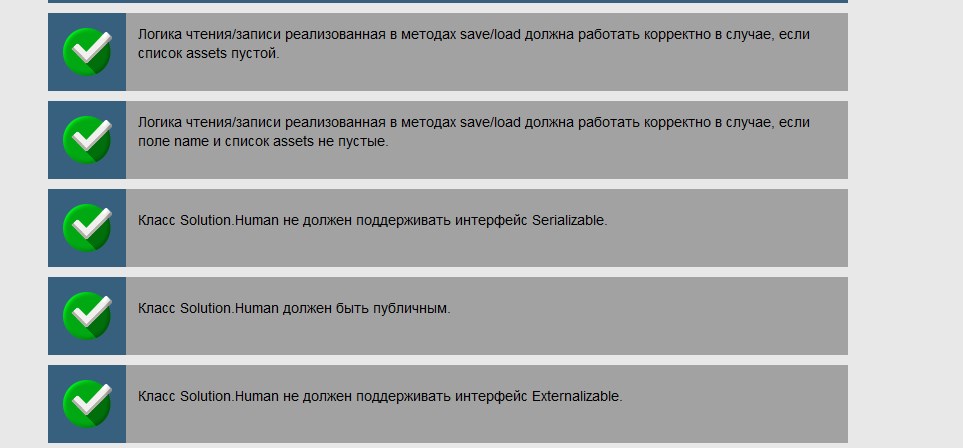 Логика чтения/записи реализованная в методах save/load должна работать корректно в случае, если
список assets пустой.
Логика чтения/записи реализованная в методах save/load должна работать корректно в случае, если
поле name и список assets не пустые.
Класс Solution.Human не должен поддерживать интерфейс Serializable.
Класс Solution.Human должен быть публичным.
Класс Solution.Human не должен поддерживать интерфейс Externalizable.